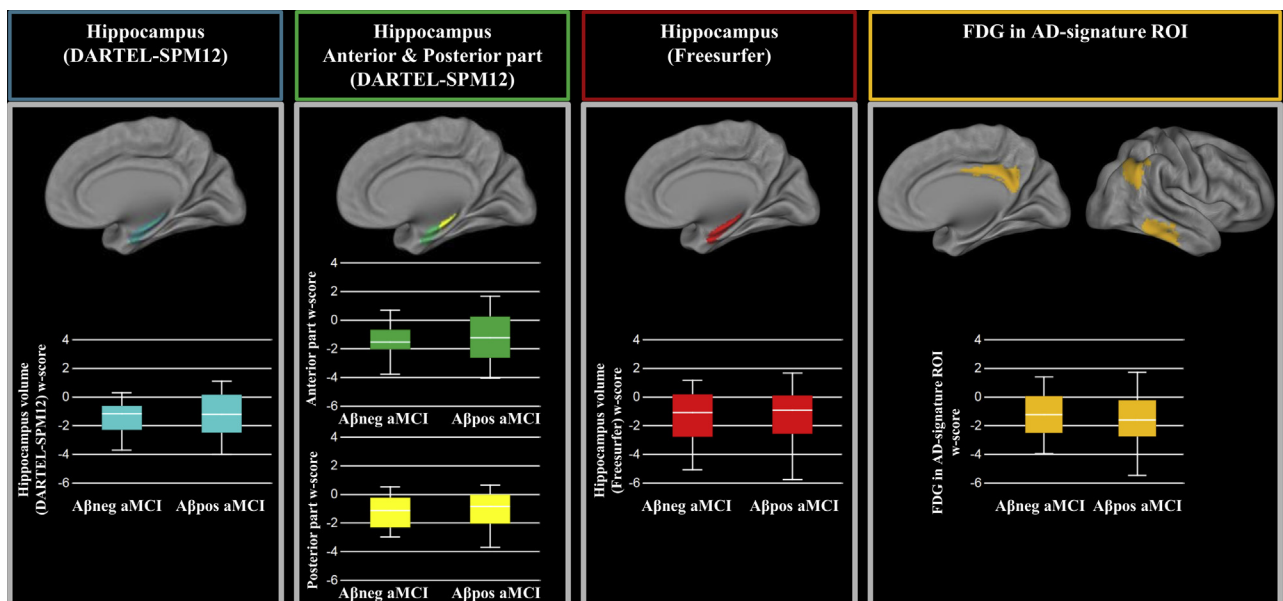 Hippocampus
(DARTEL-SPM12)
Hippocampus
Anterior & Posterior part
(DARTEL-SPM12)
Hippocampus
(Freesurfer)
FDG in AD-signature ROI
Hippocampus volume
(DARTEL-SPM12) w-score
4
2
0
-2
-4
-6
Aβneg aMCI Aβpos aMCI
Anterior part w-score
4
2
0
-2
-4
-6
Aβneg aMCI Aβpos aMCI
Posterior part w-score
4
2
0
-2
-4
-6
Aβneg aMCI Aβpos aMCI
Hippocampus volume
(Freesurfer) w-score
4
2
0
-2
-4
-6
Aβneg aMCI Aβpos aMCI
FDG in AD-signature ROI
w-score
4
2
0
-2
-4
-6
Aβneg aMCI Aβpos aMCI